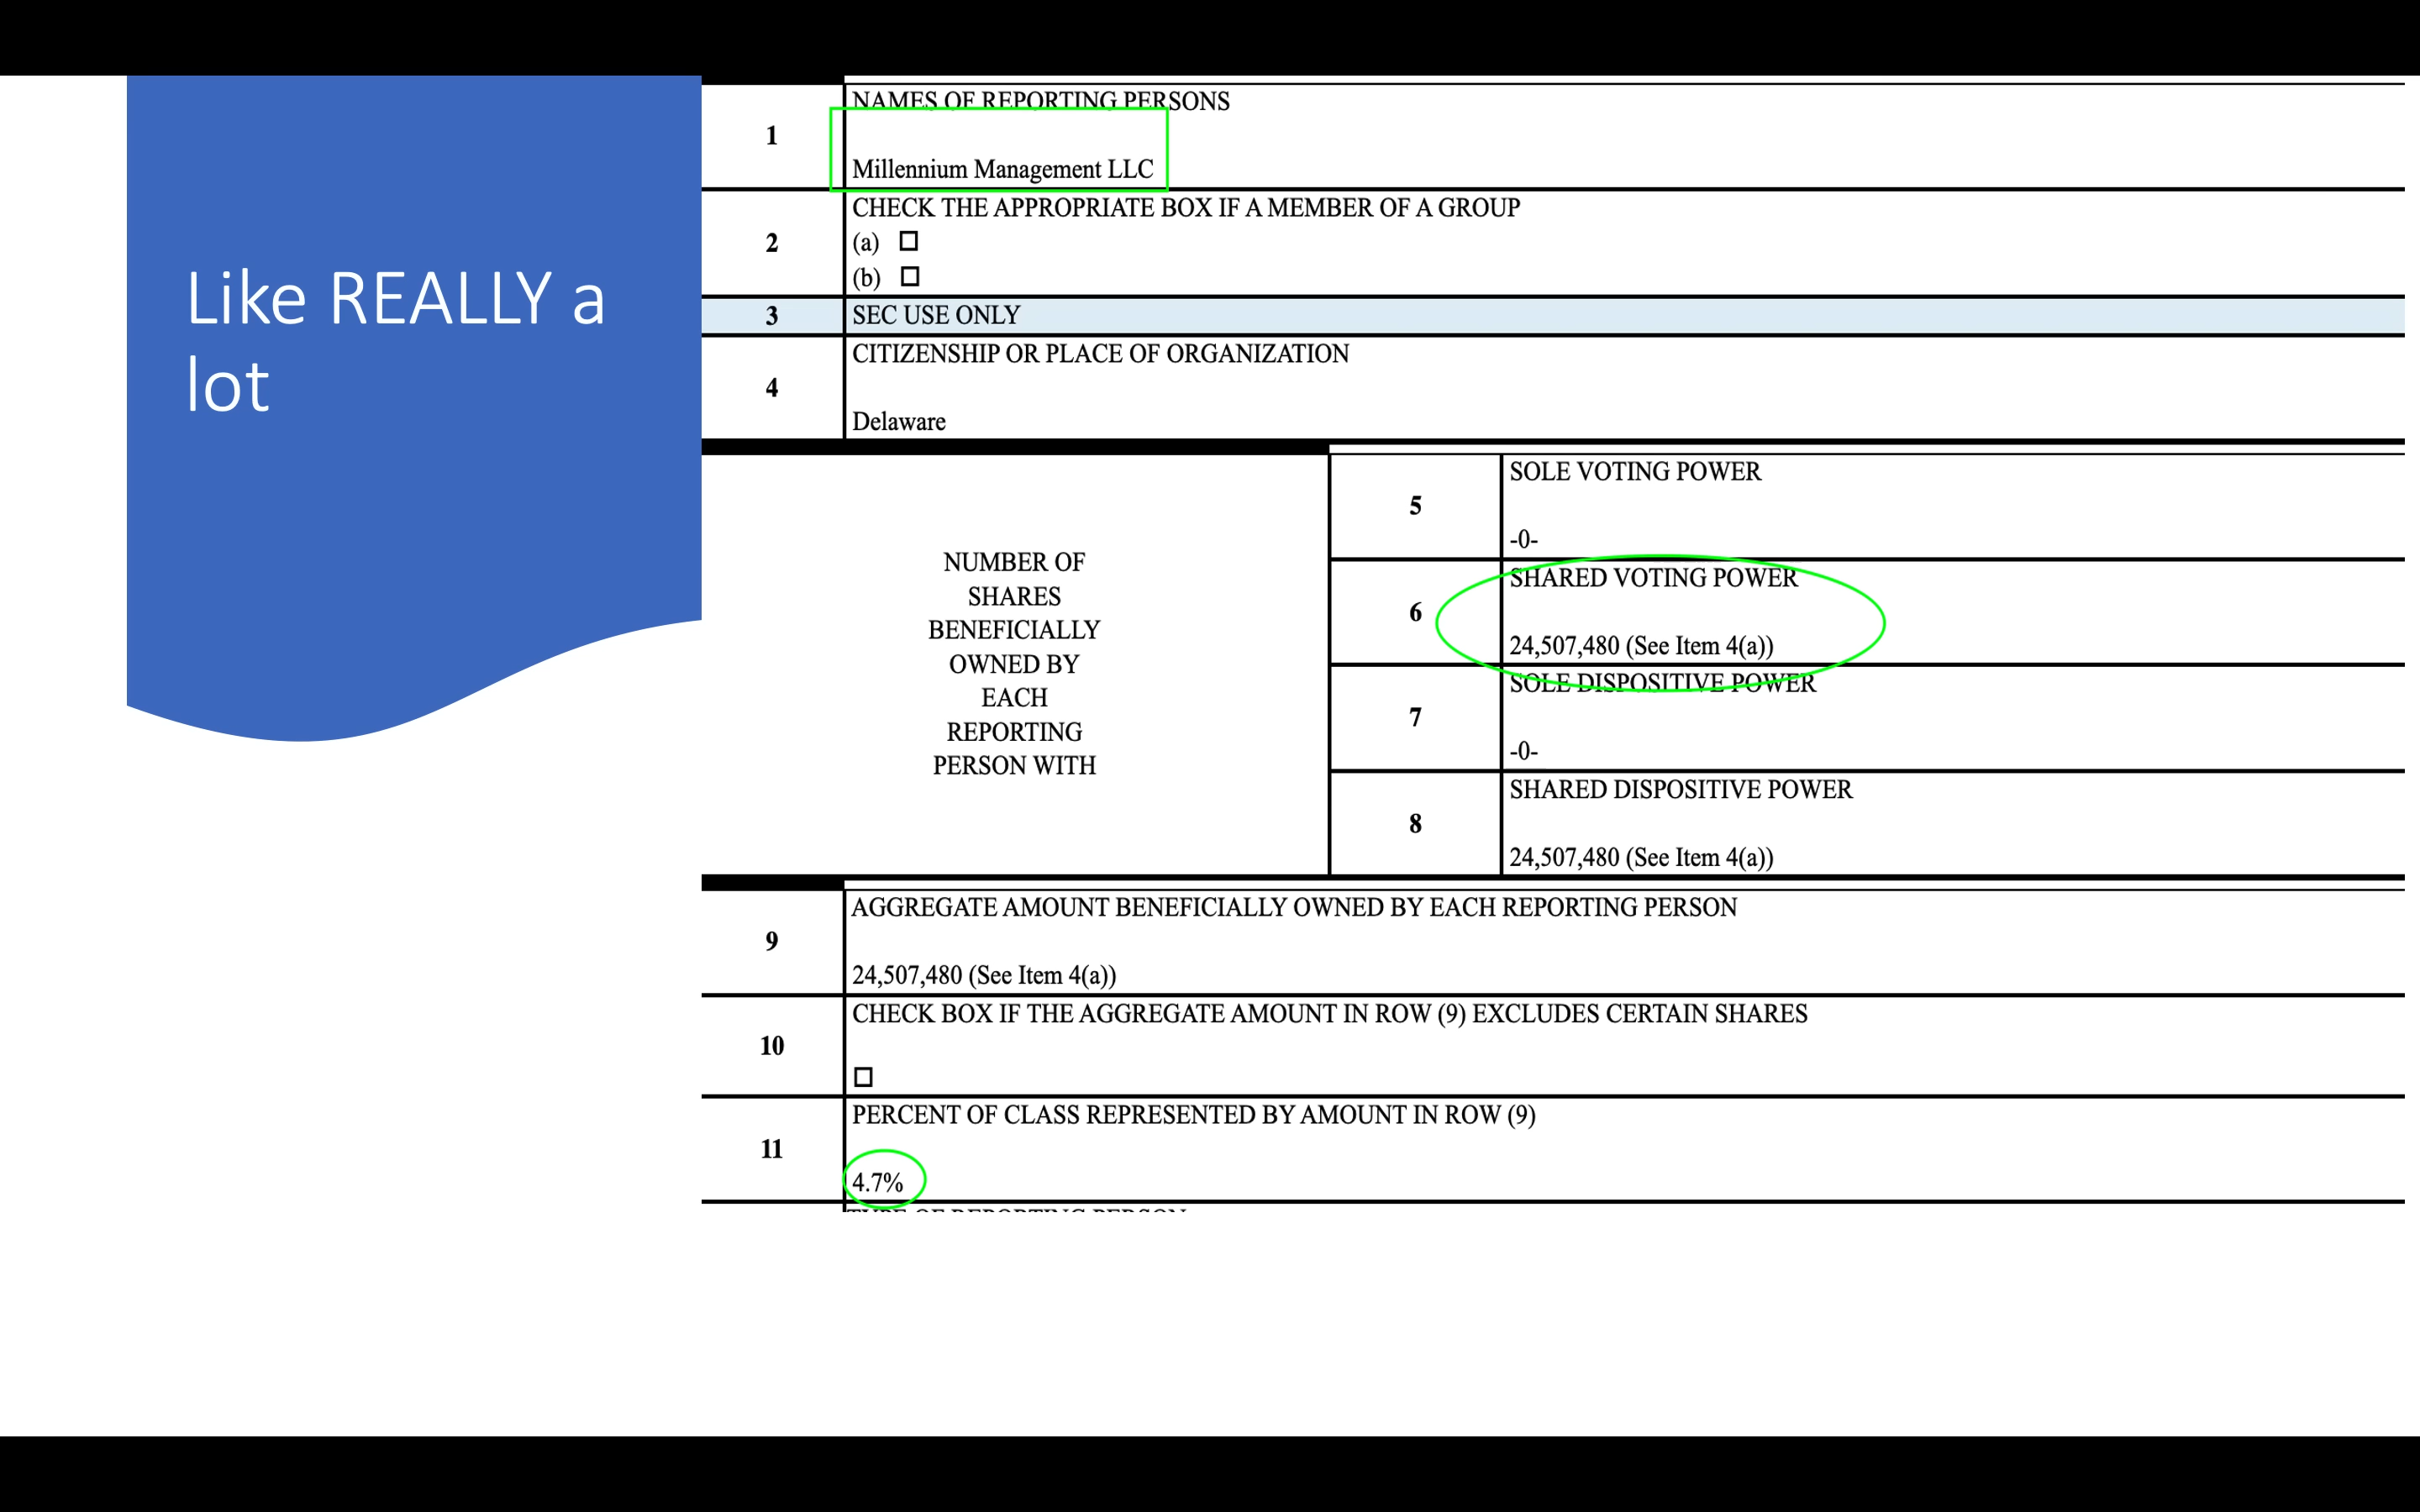 Like REALLY a
lot
1
NAMES OF REPORTING PERSONS
Millennium Management LLC
2
CHECK THE APPROPRIATE BOX IF A MEMBER OF A GROUP
(a) ☐
(b) ☐
3
SEC USE ONLY
4
CITIZENSHIP OR PLACE OF ORGANIZATION
Delaware
NUMBER OF
SHARES
BENEFICIALLY
OWNED BY
EACH
REPORTING
PERSON WITH
5
SOLE VOTING POWER
-0-
6
SHARED VOTING POWER
24,507,480 (See Item 4(a))
7
SOLE DISPOSITIVE POWER
-0-
8
SHARED DISPOSITIVE POWER
24,507,480 (See Item 4(a))
9
AGGREGATE AMOUNT BENEFICIALLY OWNED BY EACH REPORTING PERSON
24,507,480 (See Item 4(a))
10
CHECK BOX IF THE AGGREGATE AMOUNT IN ROW (9) EXCLUDES CERTAIN SHARES
☐
11
PERCENT OF CLASS REPRESENTED BY AMOUNT IN ROW (9)
4.7%
TYPE OF REPORTING PERSON